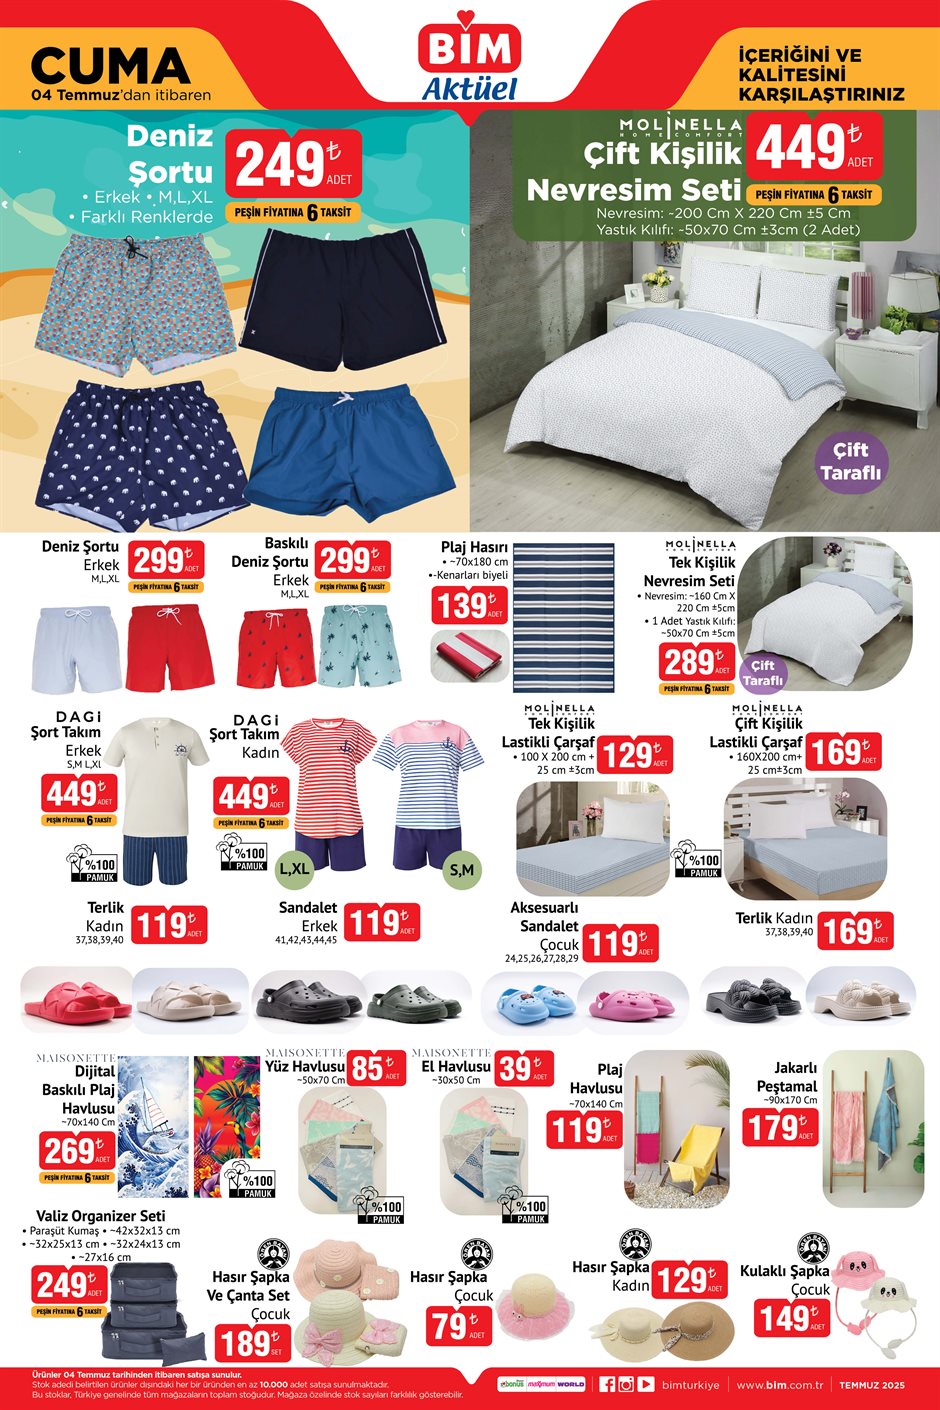 CUMA
04 Temmuz'dan itibaren
BİM
Aktüel
İÇERİĞİNİ VE
KALİTESİNİ
KARŞILAŞTIRINIZ
Deniz
Şortu
• Erkek • M,L,XL
• Farklı Renklerde
249₺
ADET
PEŞİN FİYATINA 6 TAKSİT
MOLINELLA
HOME COMFORT
Çift Kişilik
Nevresim Seti
449₺
ADET
PEŞİN FİYATINA 6 TAKSİT
Nevresim: ~200 Cm X 220 Cm ±5 Cm
Yastık Kılıfı: ~50x70 Cm ±3cm (2 Adet)
Çift
Taraflı
Deniz Şortu
Erkek
M,L,XL
299₺
ADET
PEŞİN FİYATINA 6 TAKSİT
Baskılı
Deniz Şortu
Erkek
M,L,XL
299₺
ADET
PEŞİN FİYATINA 6 TAKSİT
Plaj Hasırı
• ~70x180 cm
•-Kenarları biyeli
139₺
ADET
MOLINELLA
HOME COMFORT
Tek Kişilik
Nevresim Seti
• Nevresim: ~160 Cm X
220 Cm ±5cm
• 1 Adet Yastık Kılıfı:
~50x70 Cm ±5cm
289₺
ADET
PEŞİN FİYATINA 6 TAKSİT
Çift
Taraflı
DAGi
Şort Takım
Erkek
S,M L,XL
449₺
ADET
PEŞİN FİYATINA 6 TAKSİT
%100
PAMUK
DAGi
Şort Takım
Kadın
449₺
ADET
PEŞİN FİYATINA 6 TAKSİT
%100
PAMUK
L,XL
S,M
MOLINELLA
HOME COMFORT
Tek Kişilik
Lastikli Çarşaf
• 100 X 200 cm +
25 cm ±3cm
129₺
ADET
MOLINELLA
HOME COMFORT
Çift Kişilik
Lastikli Çarşaf
• 160X200 cm+
25 cm±3cm
169₺
ADET
%100
PAMUK
Terlik
Kadın
37,38,39,40
119₺
ADET
Sandalet
Erkek
41,42,43,44,45
119₺
ADET
Aksesuarlı
Sandalet
Çocuk
24,25,26,27,28,29
119₺
ADET
Terlik Kadın
37,38,39,40
169₺
ADET
MAISONETTE
Dijital
Baskılı Plaj
Havlusu
~70x140 Cm
269₺
ADET
PEŞİN FİYATINA 6 TAKSİT
%100
PAMUK
MAISONETTE
Yüz Havlusu
~50x70 Cm
85₺
ADET
%100
PAMUK
MAISONETTE
El Havlusu
~30x50 Cm
39₺
ADET
%100
PAMUK
Plaj
Havlusu
~70x140 Cm
119₺
ADET
Jakarlı
Peştamal
~90x170 Cm
179₺
ADET
Valiz Organizer Seti
• Paraşüt Kumaş • ~42x32x13 cm
• ~32x25x13 cm • ~32x24x13 cm
• ~27x16 cm
249₺
ADET
PEŞİN FİYATINA 6 TAKSİT
Hasır Şapka
Ve Çanta Set
Çocuk
189₺
SET
Hasır Şapka
Çocuk
79₺
ADET
Hasır Şapka
Kadın
129₺
ADET
Kulaklı Şapka
Çocuk
149₺
ADET
Ürünler 04 Temmuz tarihinden itibaren satışa sunulur.
Stok adedi belirtilen ürünler dışındaki her bir üründen en az 10.000 adet satışa sunulmaktadır.
Bu stoklar, Türkiye genelinde tüm mağazaların toplam stoğudur. Mağaza özelinde stok sayıları farklılık gösterebilir.
bonus maximum WORLD
bimturkiye
www.bim.com.tr
TEMMUZ 2025